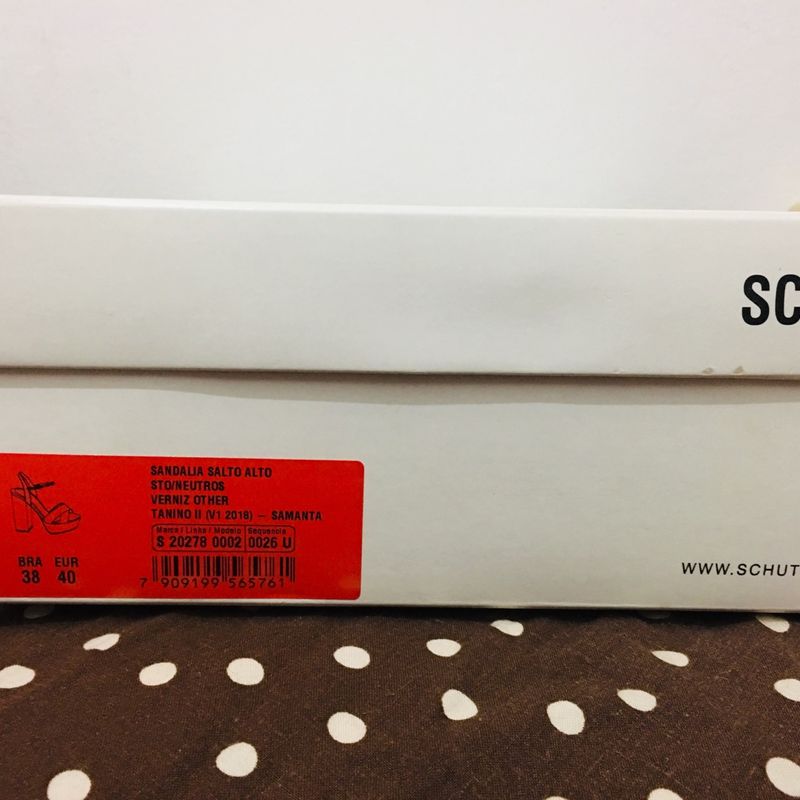 SC
SANDALIA SALTO ALTO
STO/NEUTROS
VERNIZ OTHER
TANINO II (V1 2018) – SAMANTA
Marca / Linha / Modelo Sequencia
S 20278 0002 0026 U
BRA EUR
38 40
7 909199 565761
WWW.SCHUT